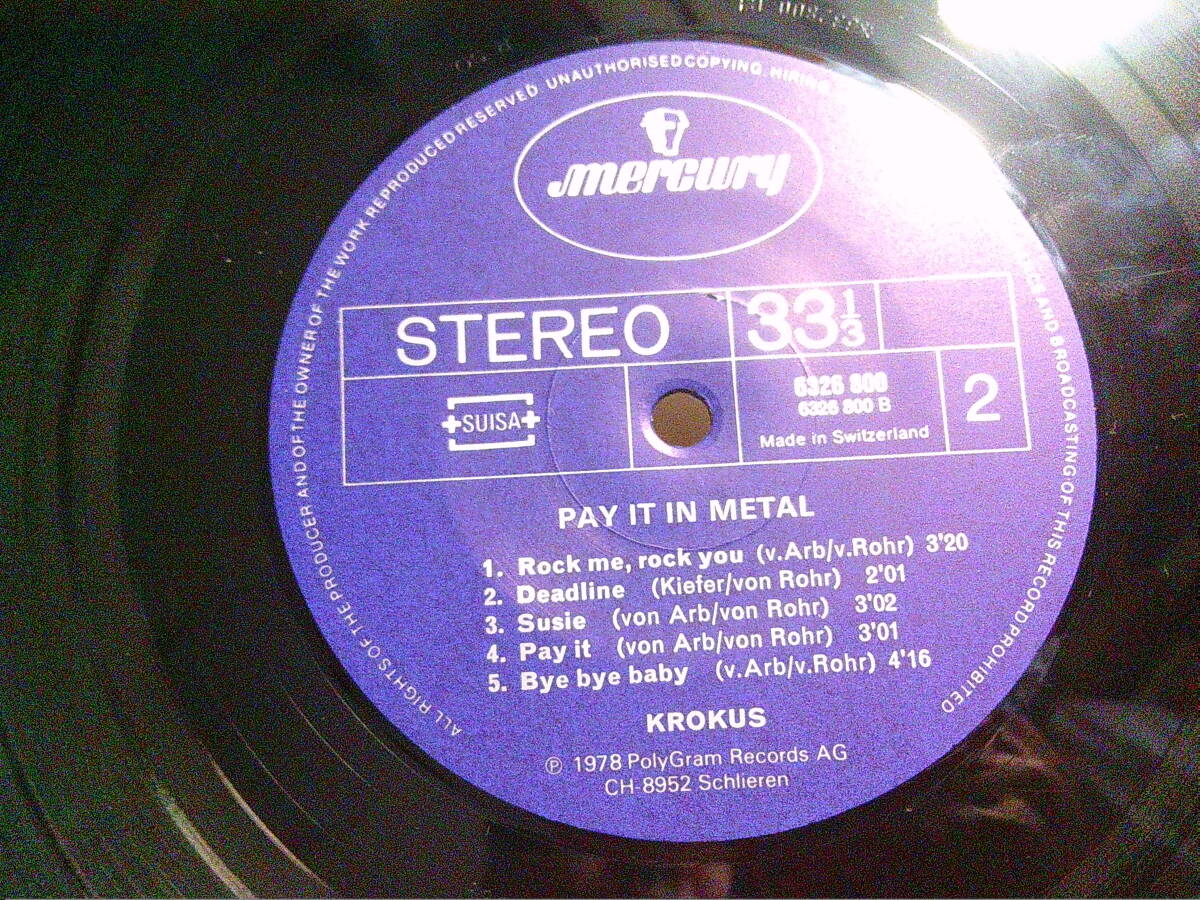 ALL RIGHTS OF THE PRODUCER AND OF THE OWNER OF THE WORK REPRODUCED RESERVED UNAUTHORISED COPYING. HIRING AND BROADCASTING OF THIS RECORD PROHIBITED
mercury
STEREO
33 1/3
SUISA
6326 800
6326 800 B
Made in Switzerland
2
PAY IT IN METAL
1. Rock me, rock you (v.Arb/v.Rohr) 3'20
2. Deadline (Kiefer/von Rohr) 2'01
3. Susie (von Arb/von Rohr) 3'02
4. Pay it (von Arb/von Rohr) 3'01
5. Bye bye baby (v.Arb/v.Rohr) 4'16
KROKUS
℗ 1978 PolyGram Records AG
CH-8952 Schlieren